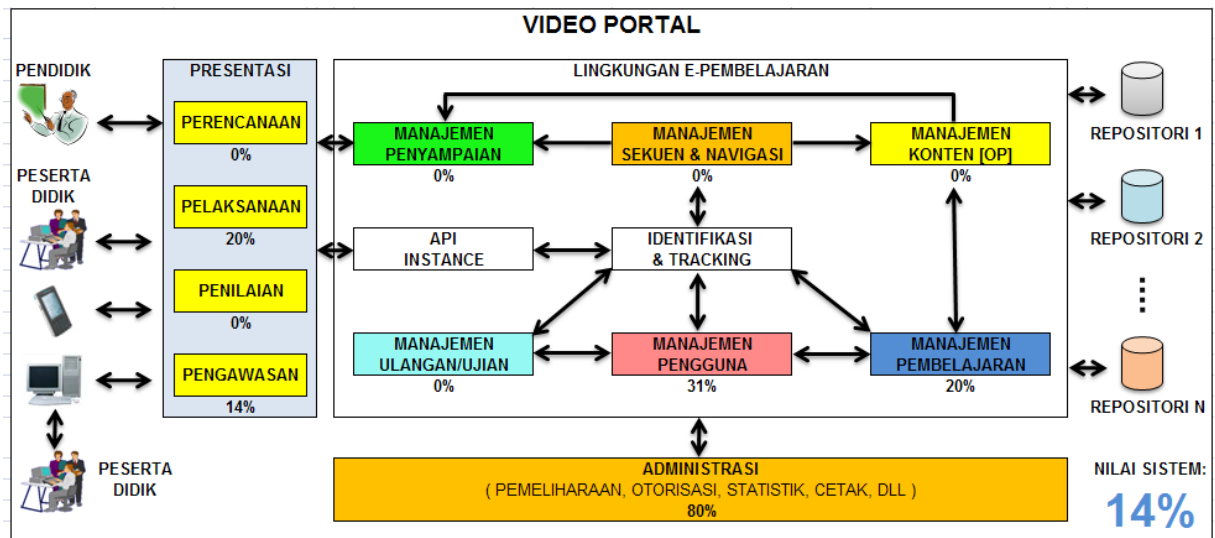 VIDEO PORTAL
PENDIDIK
PRESENTASI
LINGKUNGAN E-PEMBELAJARAN
PERENCANAAN
0%
MANAJEMEN
PENYAMPAIAN
0%
MANAJEMEN
SEKUEN & NAVIGASI
0%
MANAJEMEN
KONTEN [OP]
0%
REPOSITORI 1
PESERTA
DIDIK
PELAKSANAAN
20%
API
INSTANCE
IDENTIFIKASI
& TRACKING
REPOSITORI 2
PENILAIAN
0%
MANAJEMEN
ULANGAN/UJIAN
0%
MANAJEMEN
PENGGUNA
31%
MANAJEMEN
PEMBELAJARAN
20%
PENGAWASAN
14%
REPOSITORI N
PESERTA
DIDIK
ADMINISTRASI
( PEMELIHARAAN, OTORISASI, STATISTIK, CETAK, DLL )
80%
NILAI SISTEM:
14%